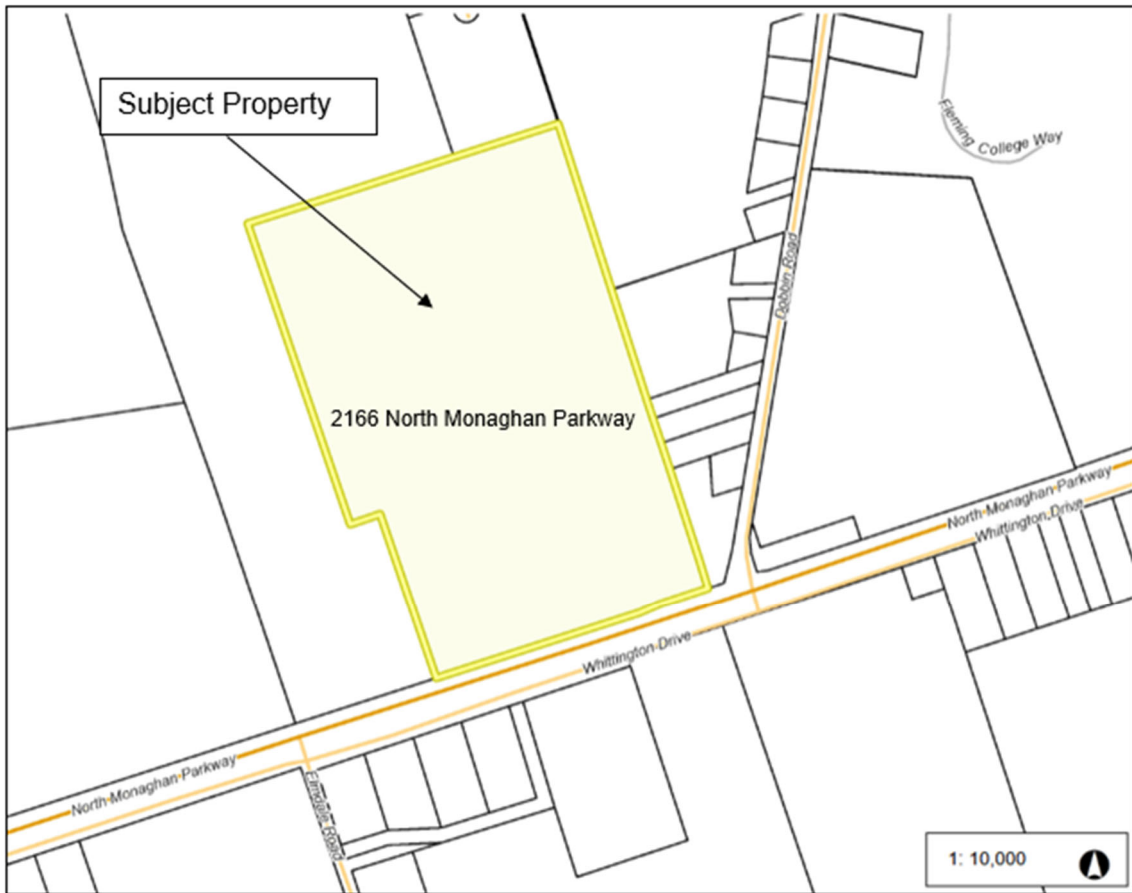 Subject Property
Fleming College Way
Dobbin Road
2166 North Monaghan Parkway
North Monaghan Parkway
Whittington Drive
Whittington Drive
North Monaghan Parkway
Elmdale Road
1: 10,000